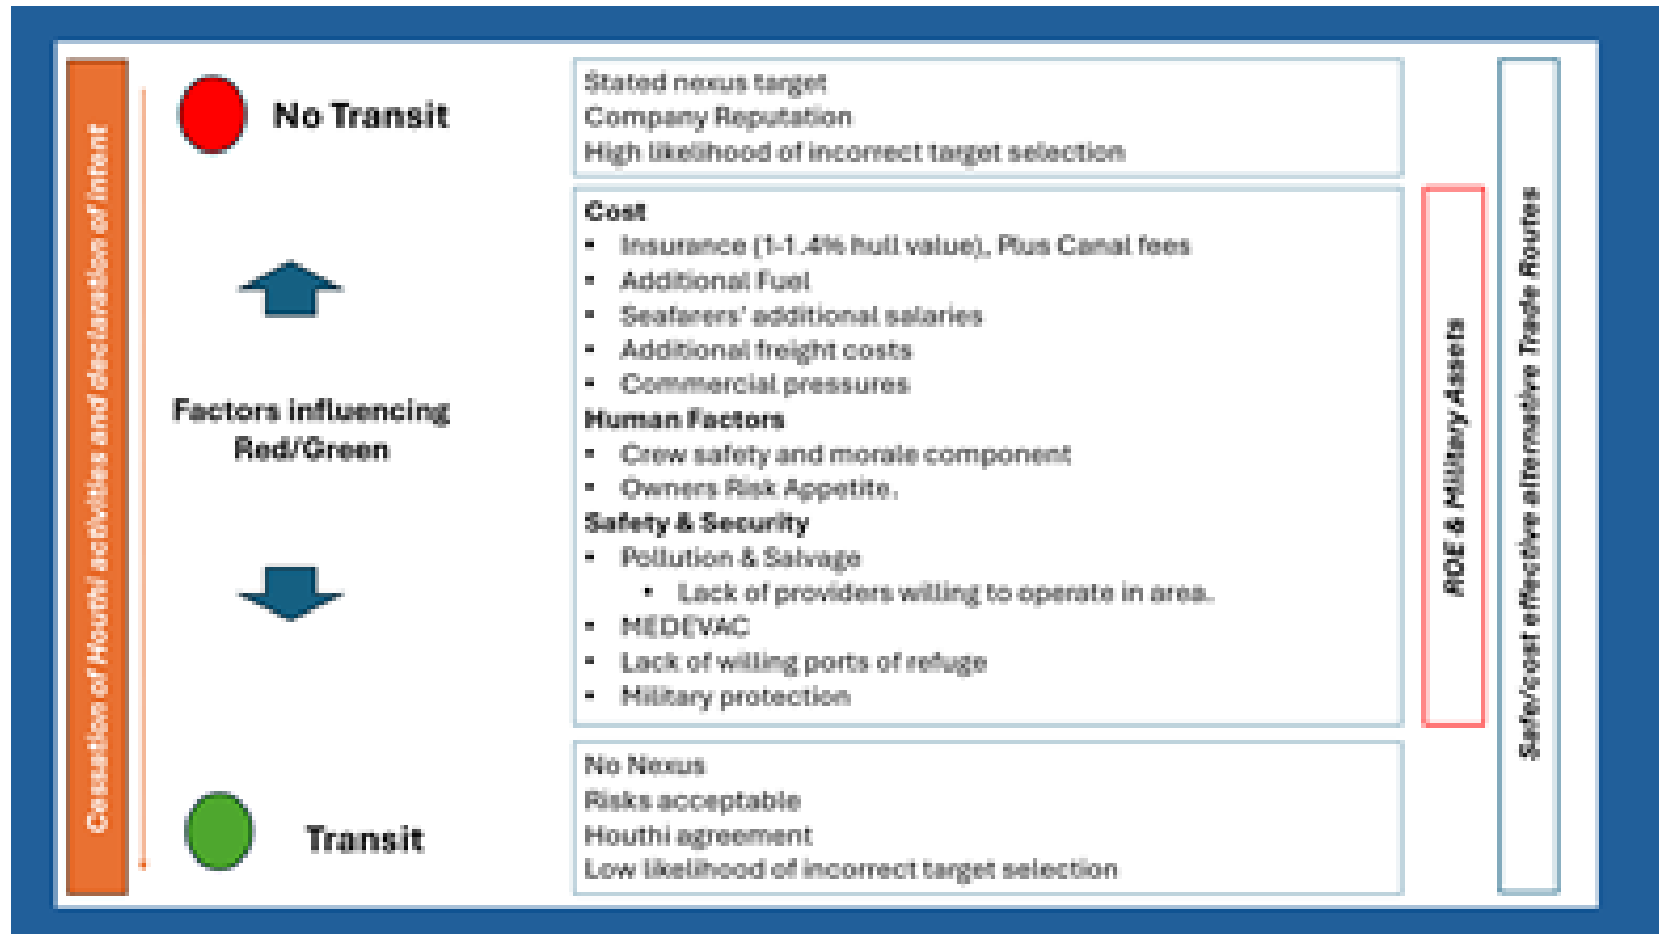 Cessation of Houthi activities and declaration of intent
No Transit
Factors influencing
Red/Green
Transit
Stated nexus target
Company Reputation
High likelihood of incorrect target selection
Cost
▪ Insurance (1-1.4% hull value), Plus Canal fees
▪ Additional Fuel
▪ Seafarers' additional salaries
▪ Additional freight costs
▪ Commercial pressures
Human Factors
▪ Crew safety and morale component
▪ Owners Risk Appetite.
Safety & Security
▪ Pollution & Salvage
▪ Lack of providers willing to operate in area.
▪ MEDEVAC
▪ Lack of willing ports of refuge
▪ Military protection
No Nexus
Risks acceptable
Houthi agreement
Low likelihood of incorrect target selection
ROE & Military Assets
Safe/cost effective alternative Trade Routes